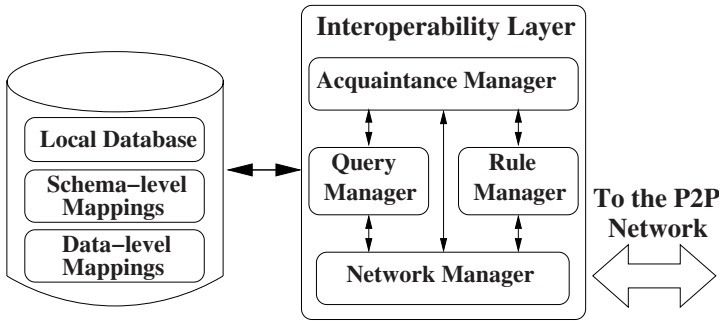 Local Database
Schema-level
Mappings
Data-level
Mappings
Interoperability Layer
Acquaintance Manager
Query
Manager
Rule
Manager
Network Manager
To the P2P
Network